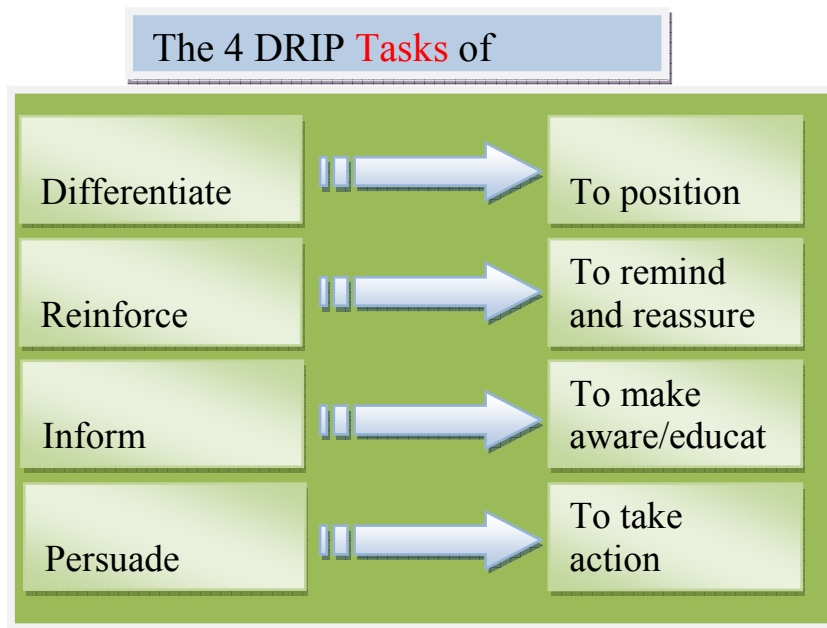 The 4 DRIP Tasks of
Differentiate
To position
Reinforce
To remind
and reassure
Inform
To make
aware/educat
Persuade
To take
action